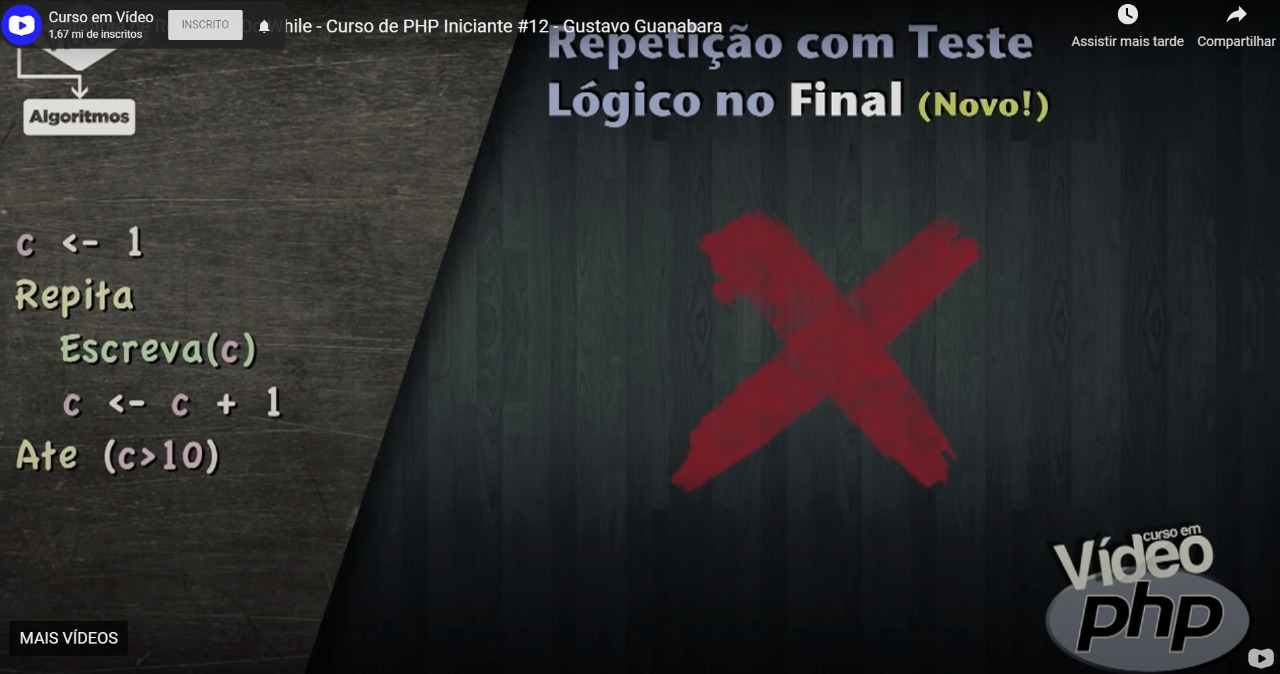 Curso em Vídeo
1,67 mi de inscritos
INSCRITO
hile - Curso de PHP Iniciante #12 - Gustavo Guanabara
Assistir mais tarde
Compartilhar
Algoritmos
Repetição com Teste
Lógico no Final (Novo!)
c <- 1
Repita
Escreva(c)
c <- c + 1
Ate (c>10)
curso em
Vídeo
php
MAIS VÍDEOS